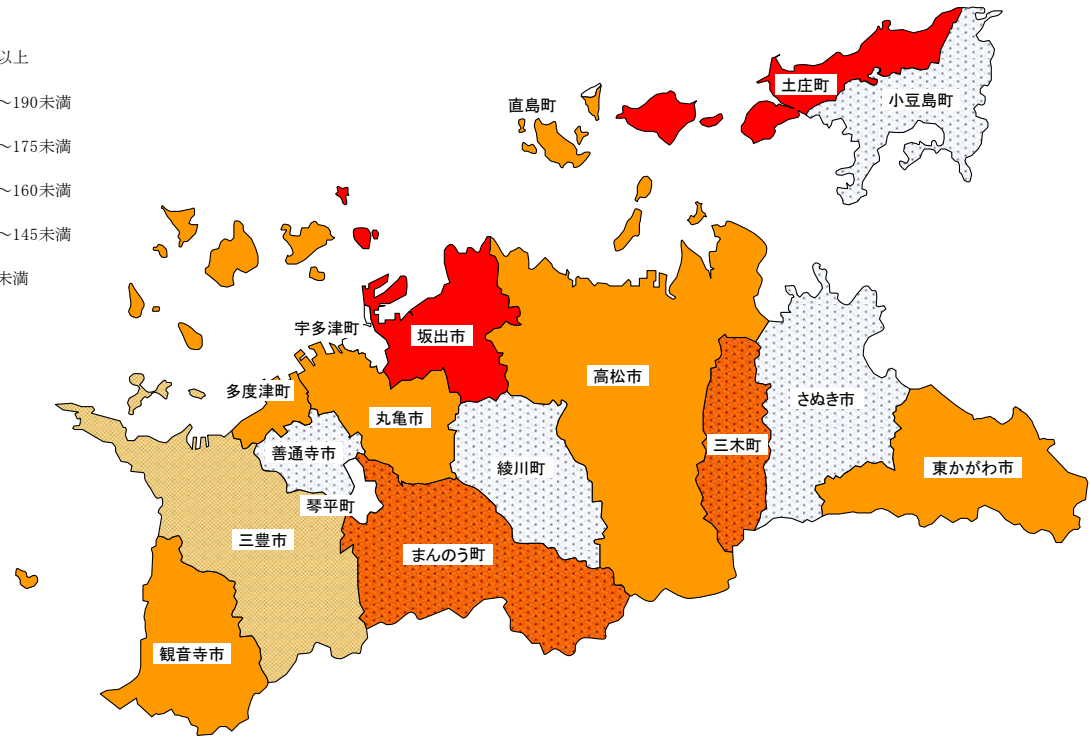 以上
～190未満
～175未満
～160未満
～145未満
未満
土庄町
小豆島町
直島町
宇多津町
坂出市
高松市
多度津町
丸亀市
さぬき市
善通寺市
綾川町
三木町
東かがわ市
琴平町
三豊市
まんのう町
観音寺市